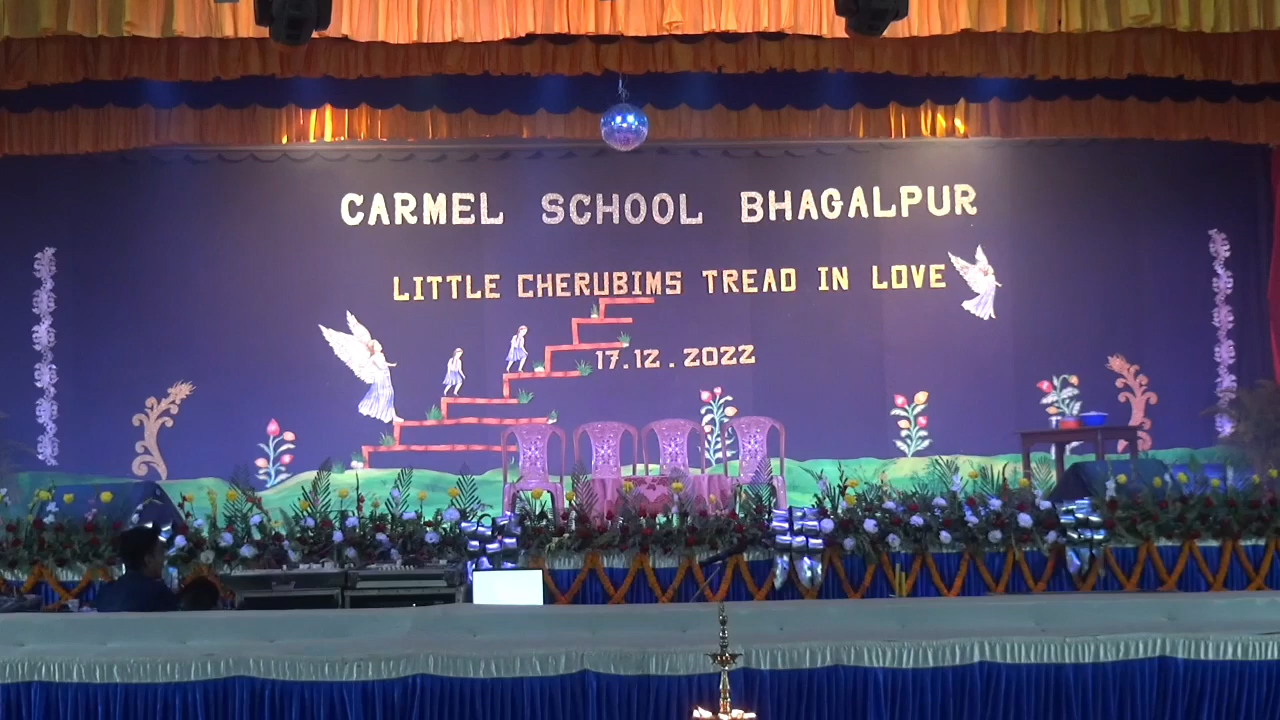 CARMEL SCHOOL BHAGALPUR
LITTLE CHERUBIMS TREAD IN LOVE
17.12.2022